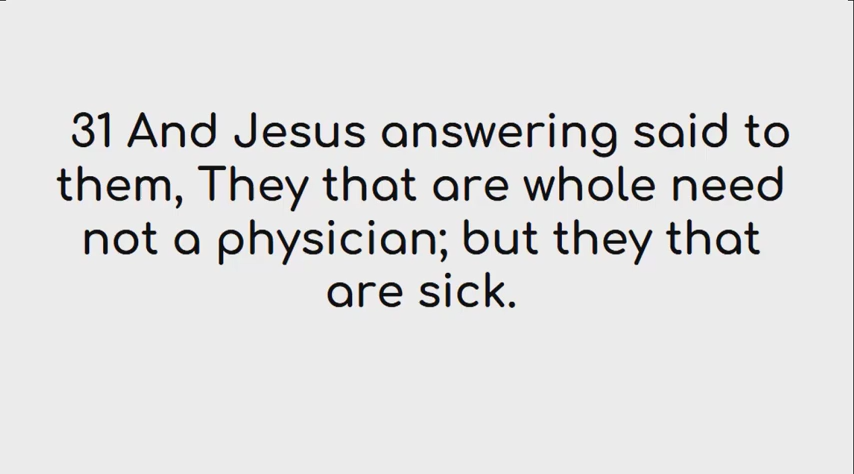 31 And Jesus answering said to
them, They that are whole need
not a physician; but they that
are sick.